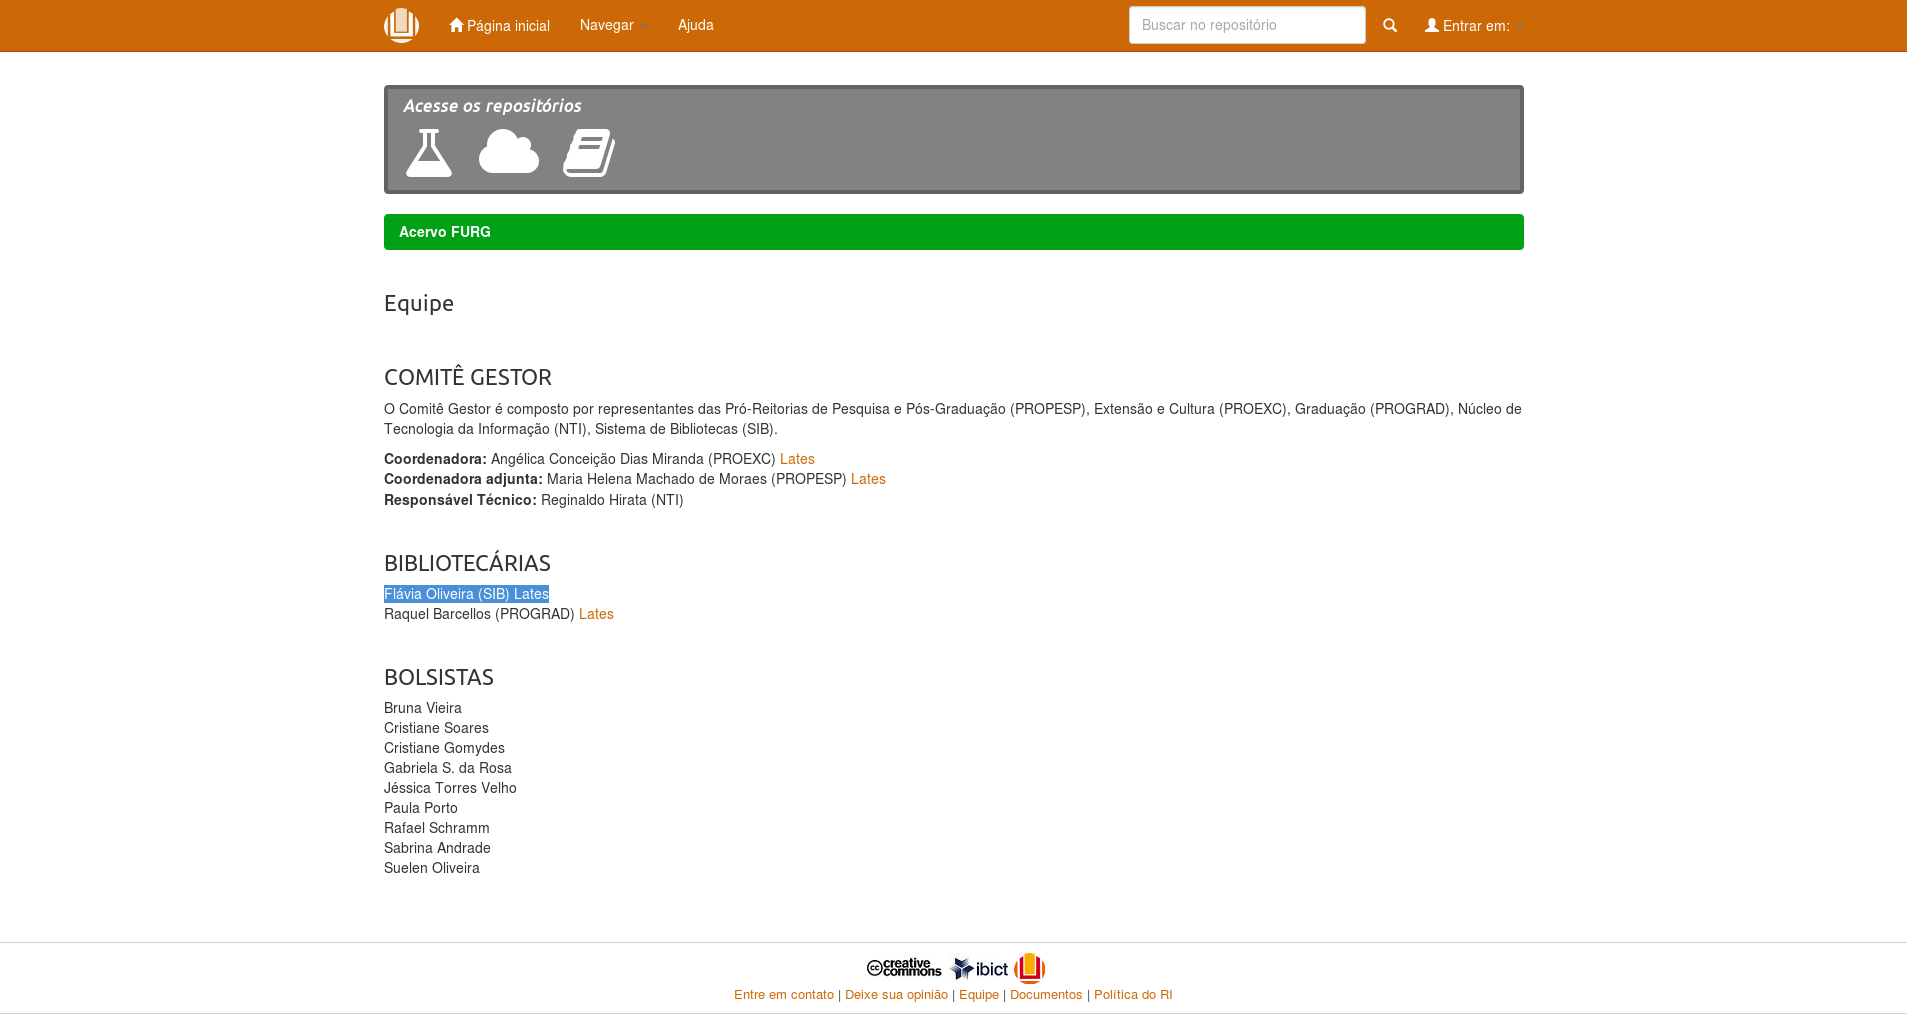 Página inicial Navegar Ajuda Buscar no repositório Entrar em:
Acesse os repositórios
Acervo FURG
Equipe
COMITÊ GESTOR
O Comitê Gestor é composto por representantes das Pró-Reitorias de Pesquisa e Pós-Graduação (PROPESP), Extensão e Cultura (PROEXC), Graduação (PROGRAD), Núcleo de
Tecnologia da Informação (NTI), Sistema de Bibliotecas (SIB).
Coordenadora: Angélica Conceição Dias Miranda (PROEXC) Lates
Coordenadora adjunta: Maria Helena Machado de Moraes (PROPESP) Lates
Responsável Técnico: Reginaldo Hirata (NTI)
BIBLIOTECÁRIAS
Flávia Oliveira (SIB) Lates
Raquel Barcellos (PROGRAD) Lates
BOLSISTAS
Bruna Vieira
Cristiane Soares
Cristiane Gomydes
Gabriela S. da Rosa
Jéssica Torres Velho
Paula Porto
Rafael Schramm
Sabrina Andrade
Suelen Oliveira
cc creative commons ibict
Entre em contato | Deixe sua opinião | Equipe | Documentos | Política do RI